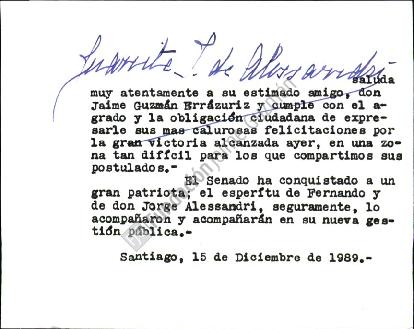 Juanita S. de Alessandri
saluda
muy atentamente a su estimado amigo, don
Jaime Guzmán Errázuriz y cumple con el a-
grado y la obligación ciudadana de expre-
sarle sus mas calurosas felicitaciones por
la gran victoria alcanzada ayer, en una zo-
na tan difícil para los que compartimos sus
postulados.-
El Senado ha conquistado a un
gran patriota; el espíritu de Fernando y
de don Jorge Alessandri, seguramente, lo
acompañaron y acompañarán en su nueva ges-
tión pública.-
Santiago, 15 de Diciembre de 1989.-